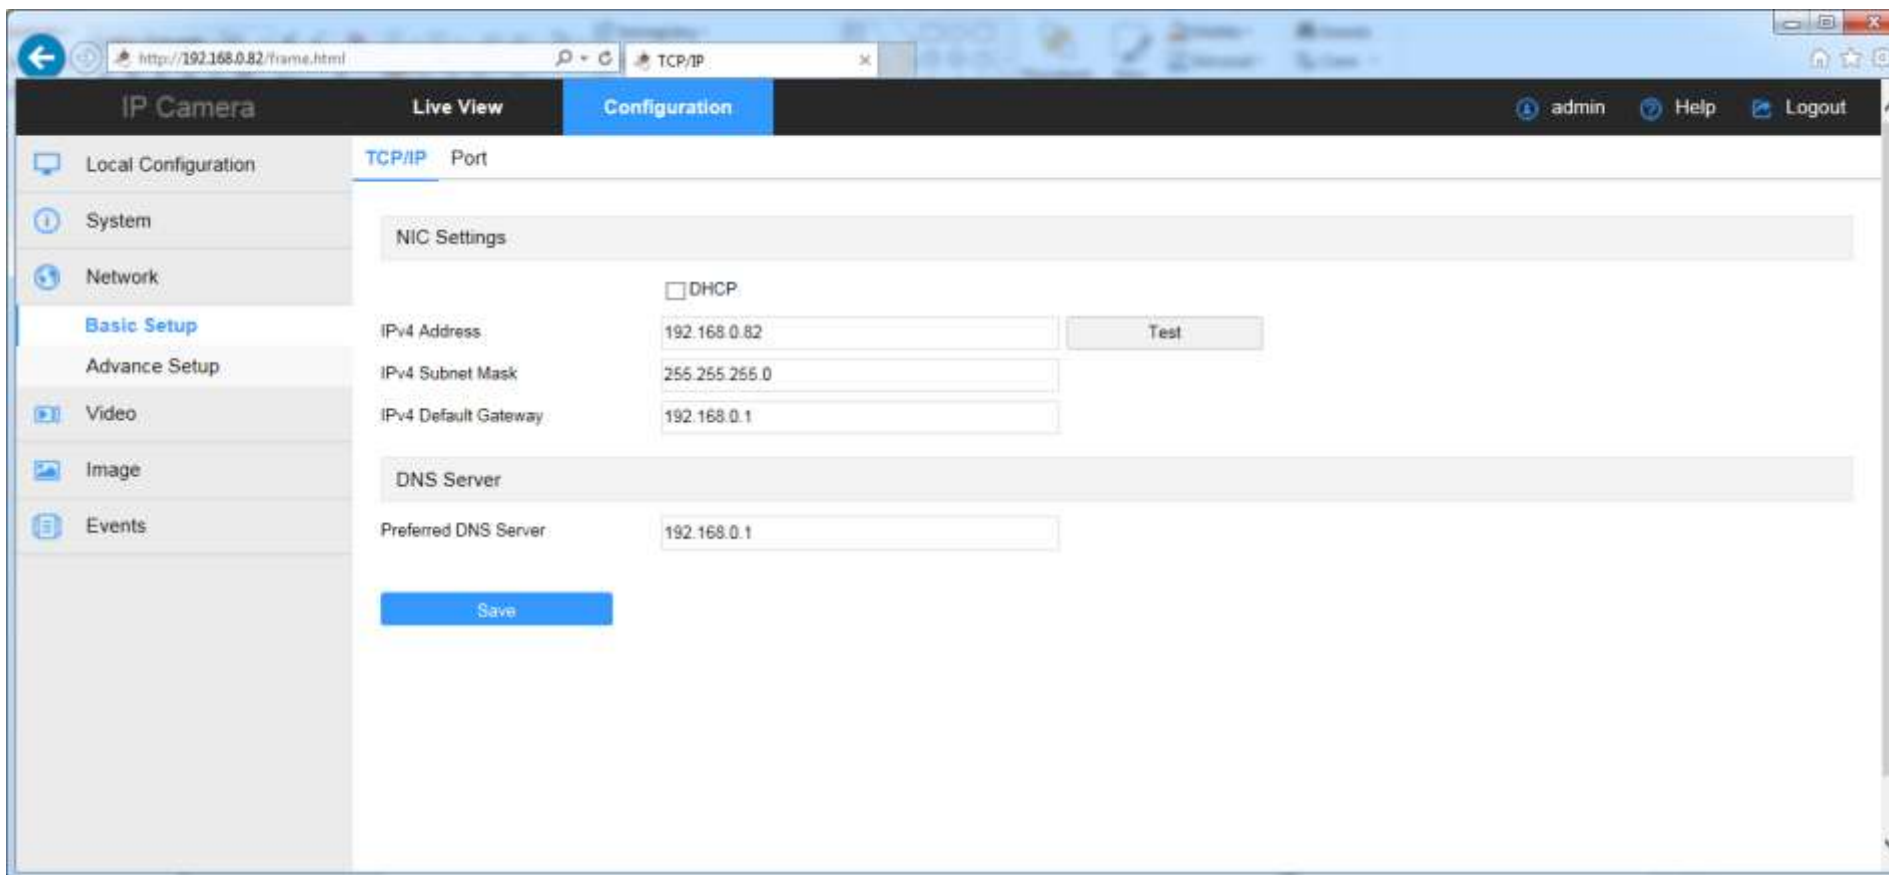 http://192.168.0.82/frame.html
TCP/IP
IP Camera
Live View
Configuration
admin
Help
Logout
Local Configuration
TCP/IP
Port
System
NIC Settings
Network
DHCP
Basic Setup
IPv4 Address
192.168.0.82
Test
Advance Setup
IPv4 Subnet Mask
255.255.255.0
Video
IPv4 Default Gateway
192.168.0.1
Image
DNS Server
Events
Preferred DNS Server
192.168.0.1
Save